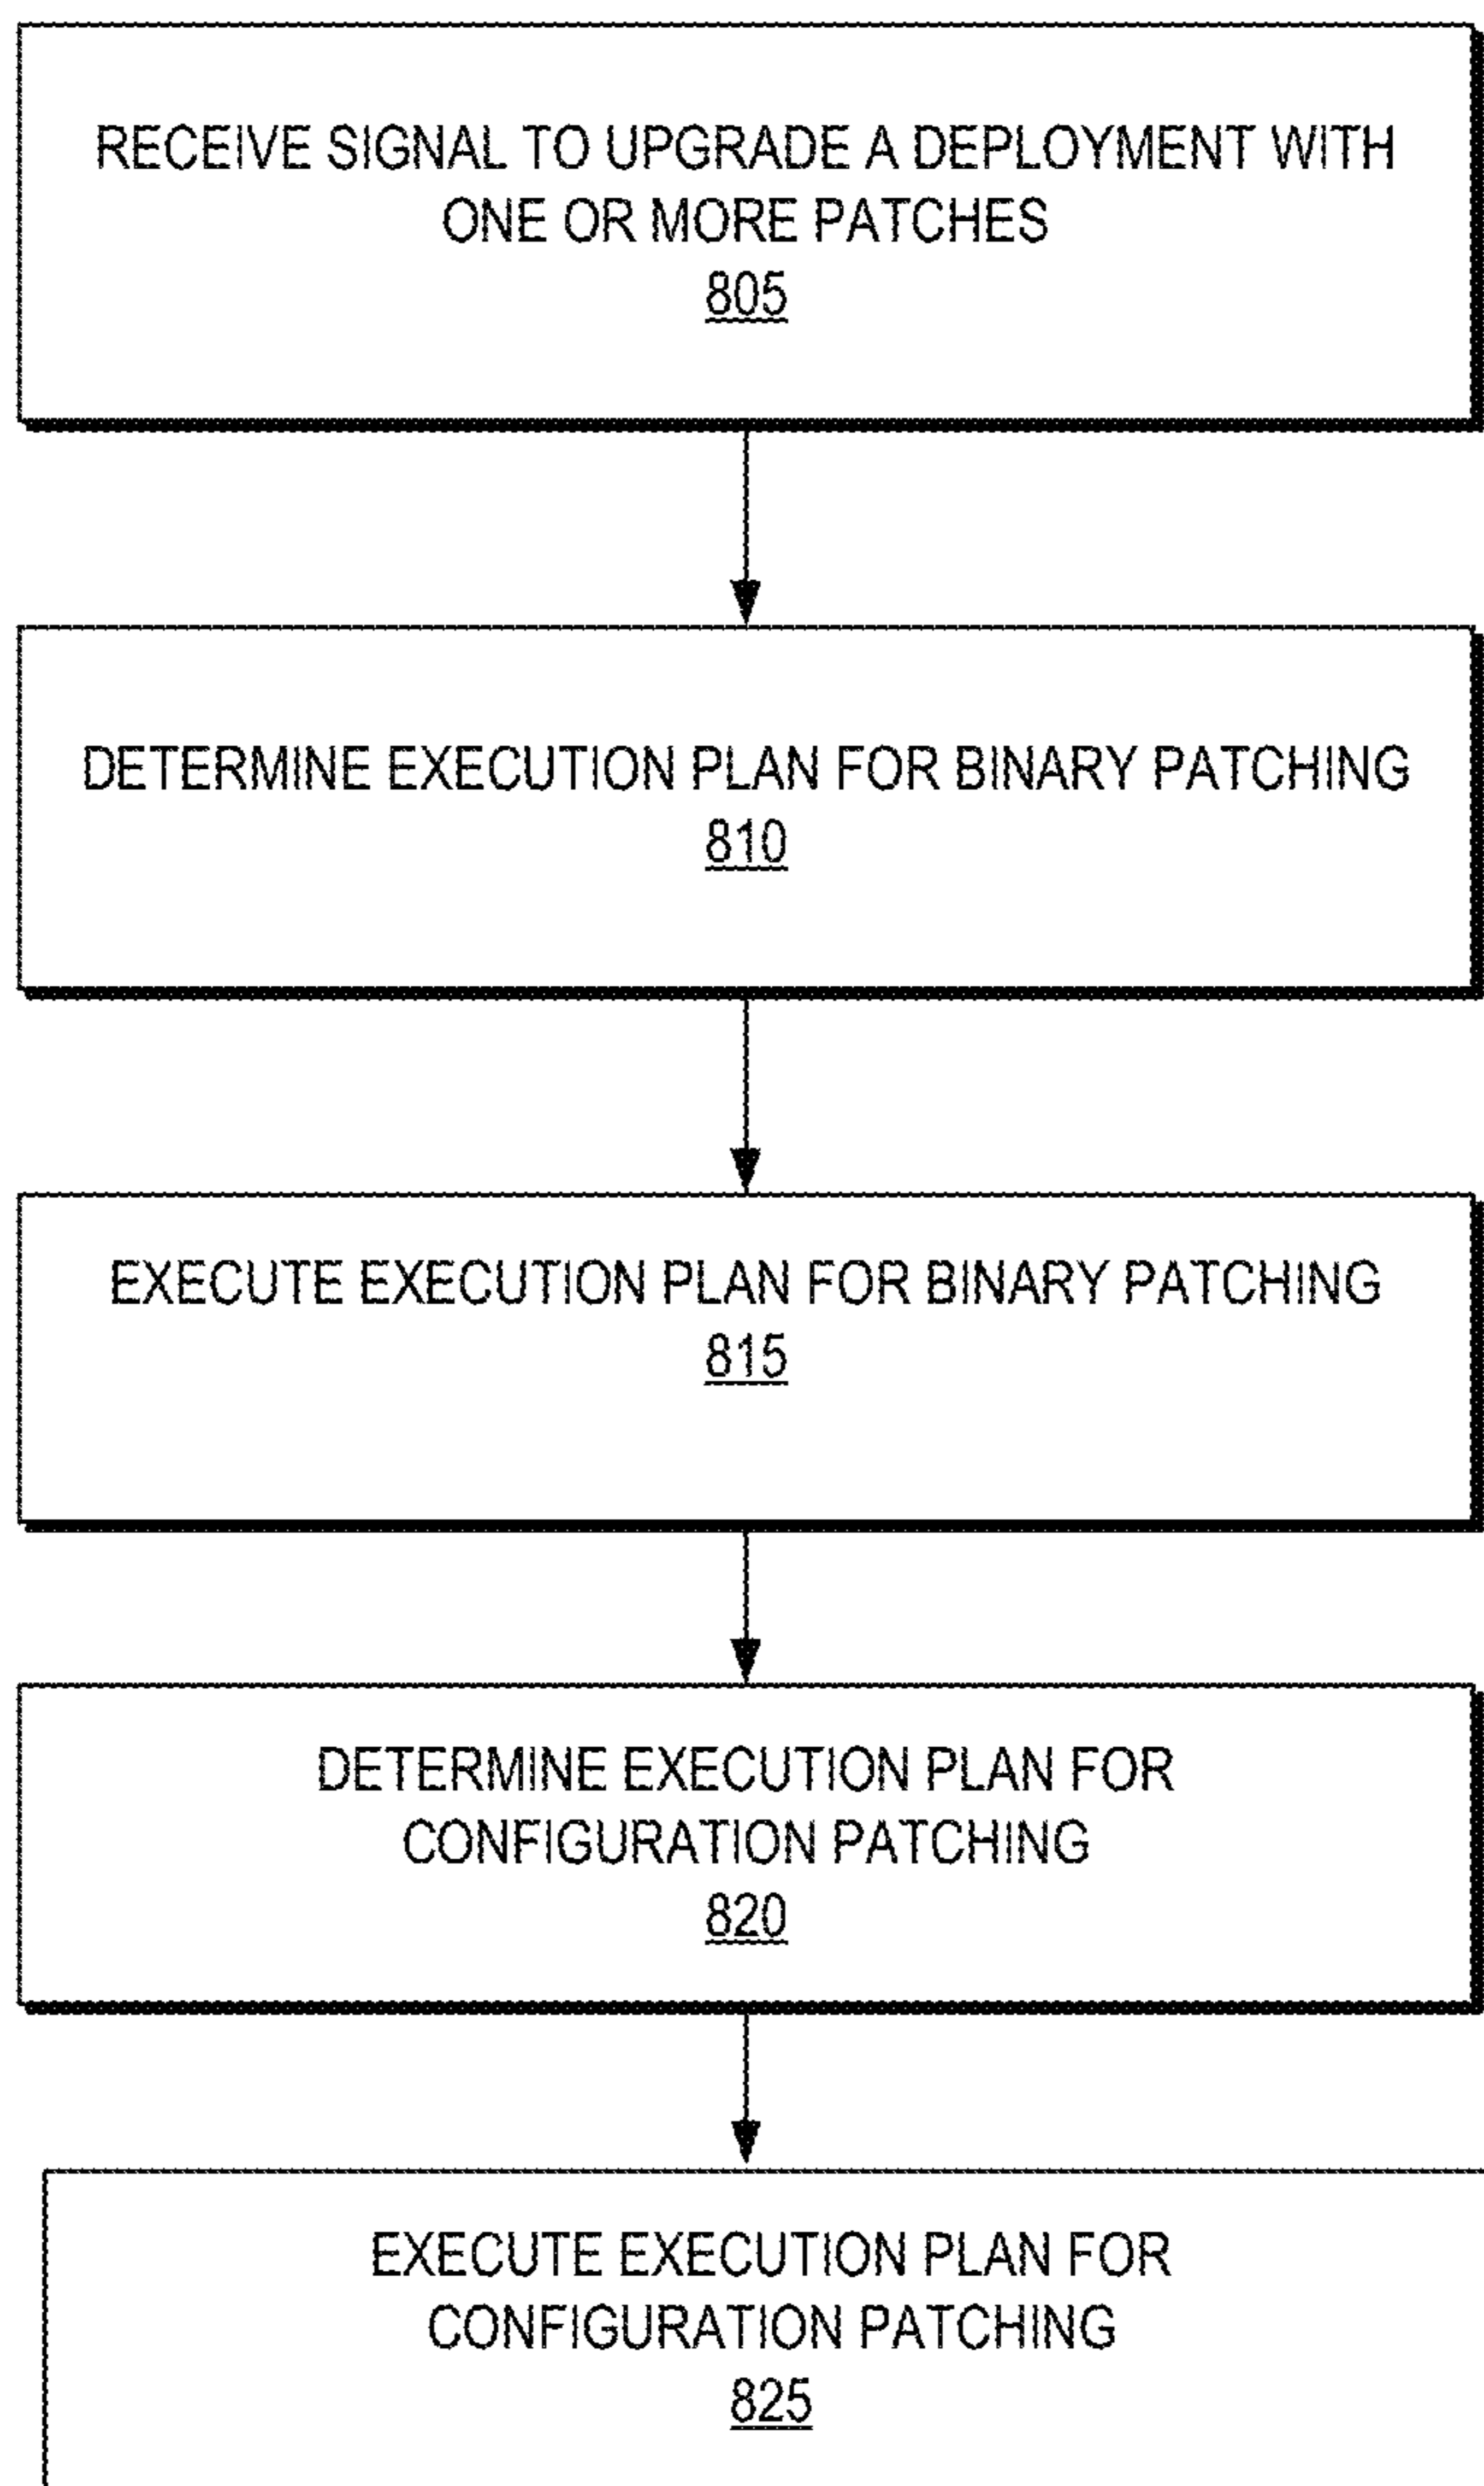 RECEIVE SIGNAL TO UPGRADE A DEPLOYMENT WITH
ONE OR MORE PATCHES
805
DETERMINE EXECUTION PLAN FOR BINARY PATCHING
810
EXECUTE EXECUTION PLAN FOR BINARY PATCHING
815
DETERMINE EXECUTION PLAN FOR
CONFIGURATION PATCHING
820
EXECUTE EXECUTION PLAN FOR
CONFIGURATION PATCHING
825